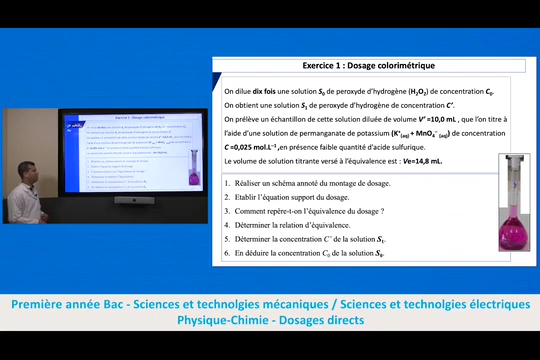 Exercice 1 : Dosage colorimétrique
On dilue dix fois une solution S₀ de peroxyde d'hydrogène (H₂O₂) de concentration C₀.
On obtient une solution S₁ de peroxyde d'hydrogène de concentration C'.
On prélève un échantillon de cette solution diluée de volume V' =10,0 mL , que l'on titre à
l'aide d'une solution de permanganate de potassium (K⁺(aq) + MnO₄⁻ (aq)) de concentration
C =0,025 mol.L⁻¹ ,en présence faible quantité d'acide sulfurique.
Le volume de solution titrante versé à l'équivalence est : Ve=14,8 mL.
1. Réaliser un schéma annoté du montage de dosage.
2. Etablir l'équation support du dosage.
3. Comment repère-t-on l'équivalence du dosage ?
4. Déterminer la relation d'équivalence.
5. Déterminer la concentration C' de la solution S₁.
6. En déduire la concentration C₀ de la solution S₀.
Première année Bac - Sciences et technolgies mécaniques / Sciences et technolgies électriques
Physique-Chimie - Dosages directs